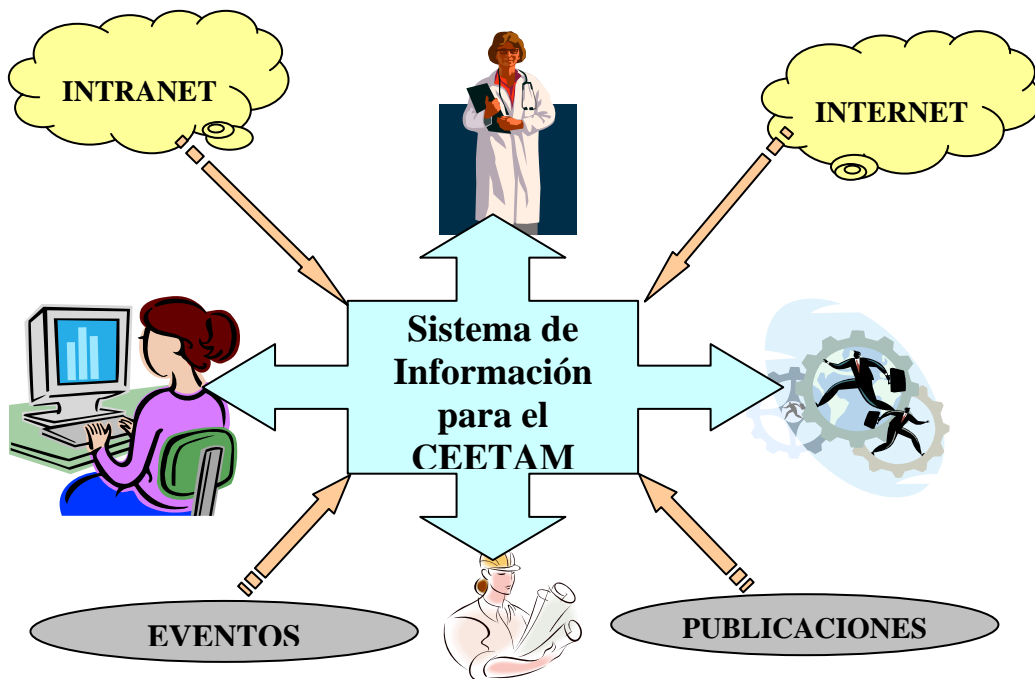 INTRANET
INTERNET
Sistema de
Información
para el
CEETAM
EVENTOS
PUBLICACIONES